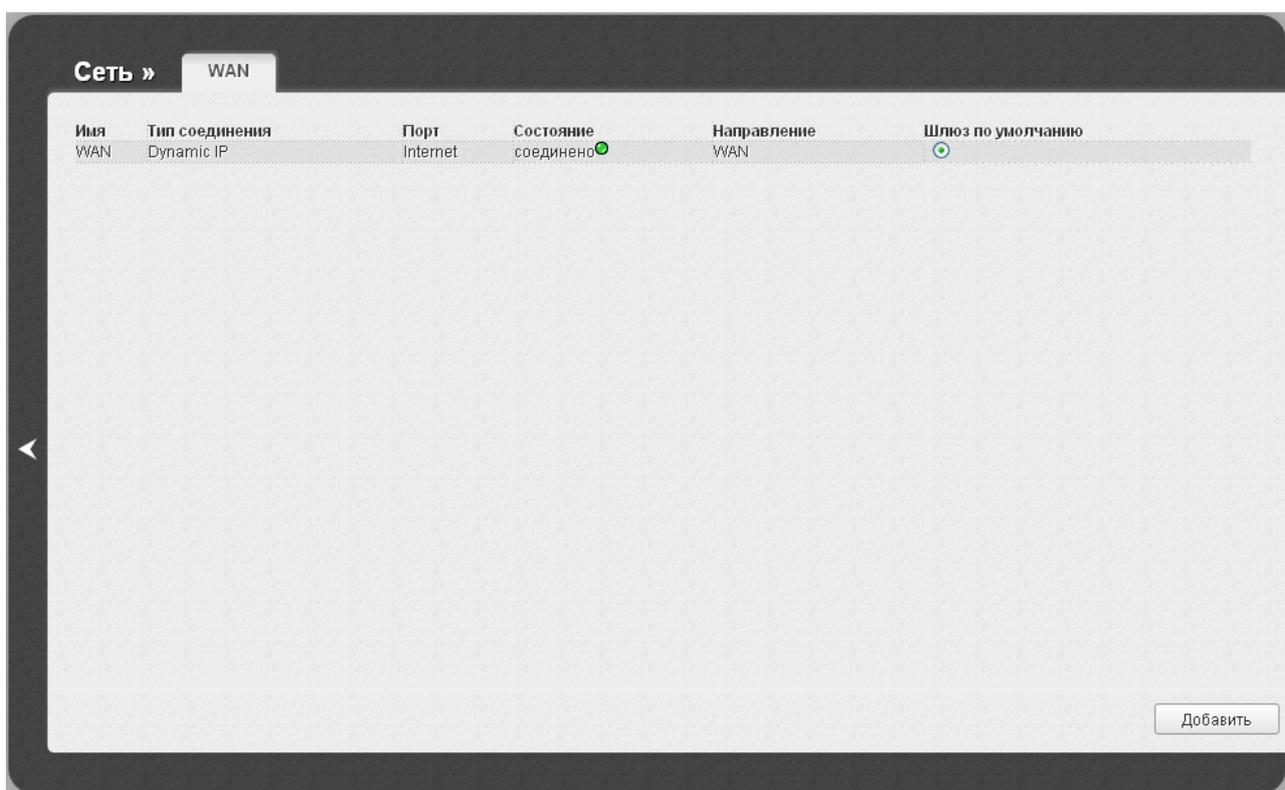 Сеть » WAN
Имя Тип соединения Порт Состояние Направление Шлюз по умолчанию
WAN Dynamic IP Internet соединено WAN
Добавить